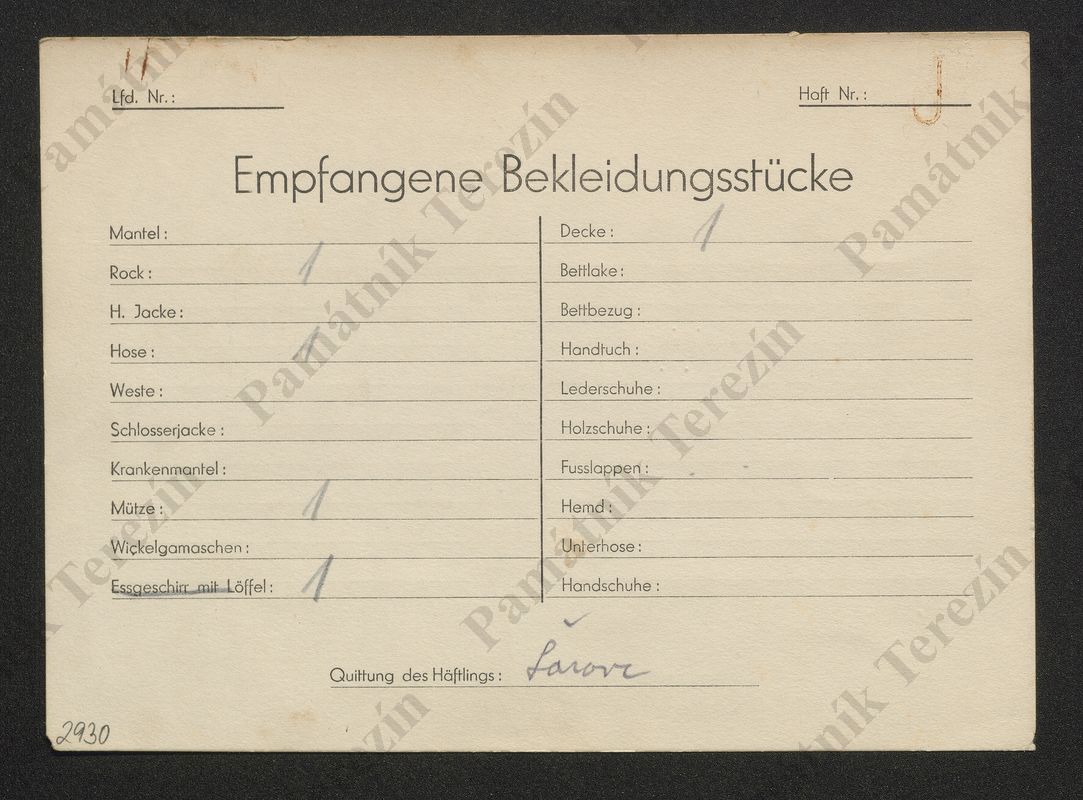 Lfd. Nr.:
Haft Nr.:
Empfangene Bekleidungsstücke
Mantel:
Rock: 1
H. Jacke:
Hose: 1
Weste:
Schlosserjacke:
Krankenmantel:
Mütze: 1
Wickelgamaschen:
Essgeschirr mit Löffel: 1
Decke: 1
Bettlake:
Bettbezug:
Handtuch:
Lederschuhe:
Holzschuhe:
Fusslappen:
Hemd:
Unterhose:
Handschuhe:
Quittung des Häftlings:
2930
Památník Terezín